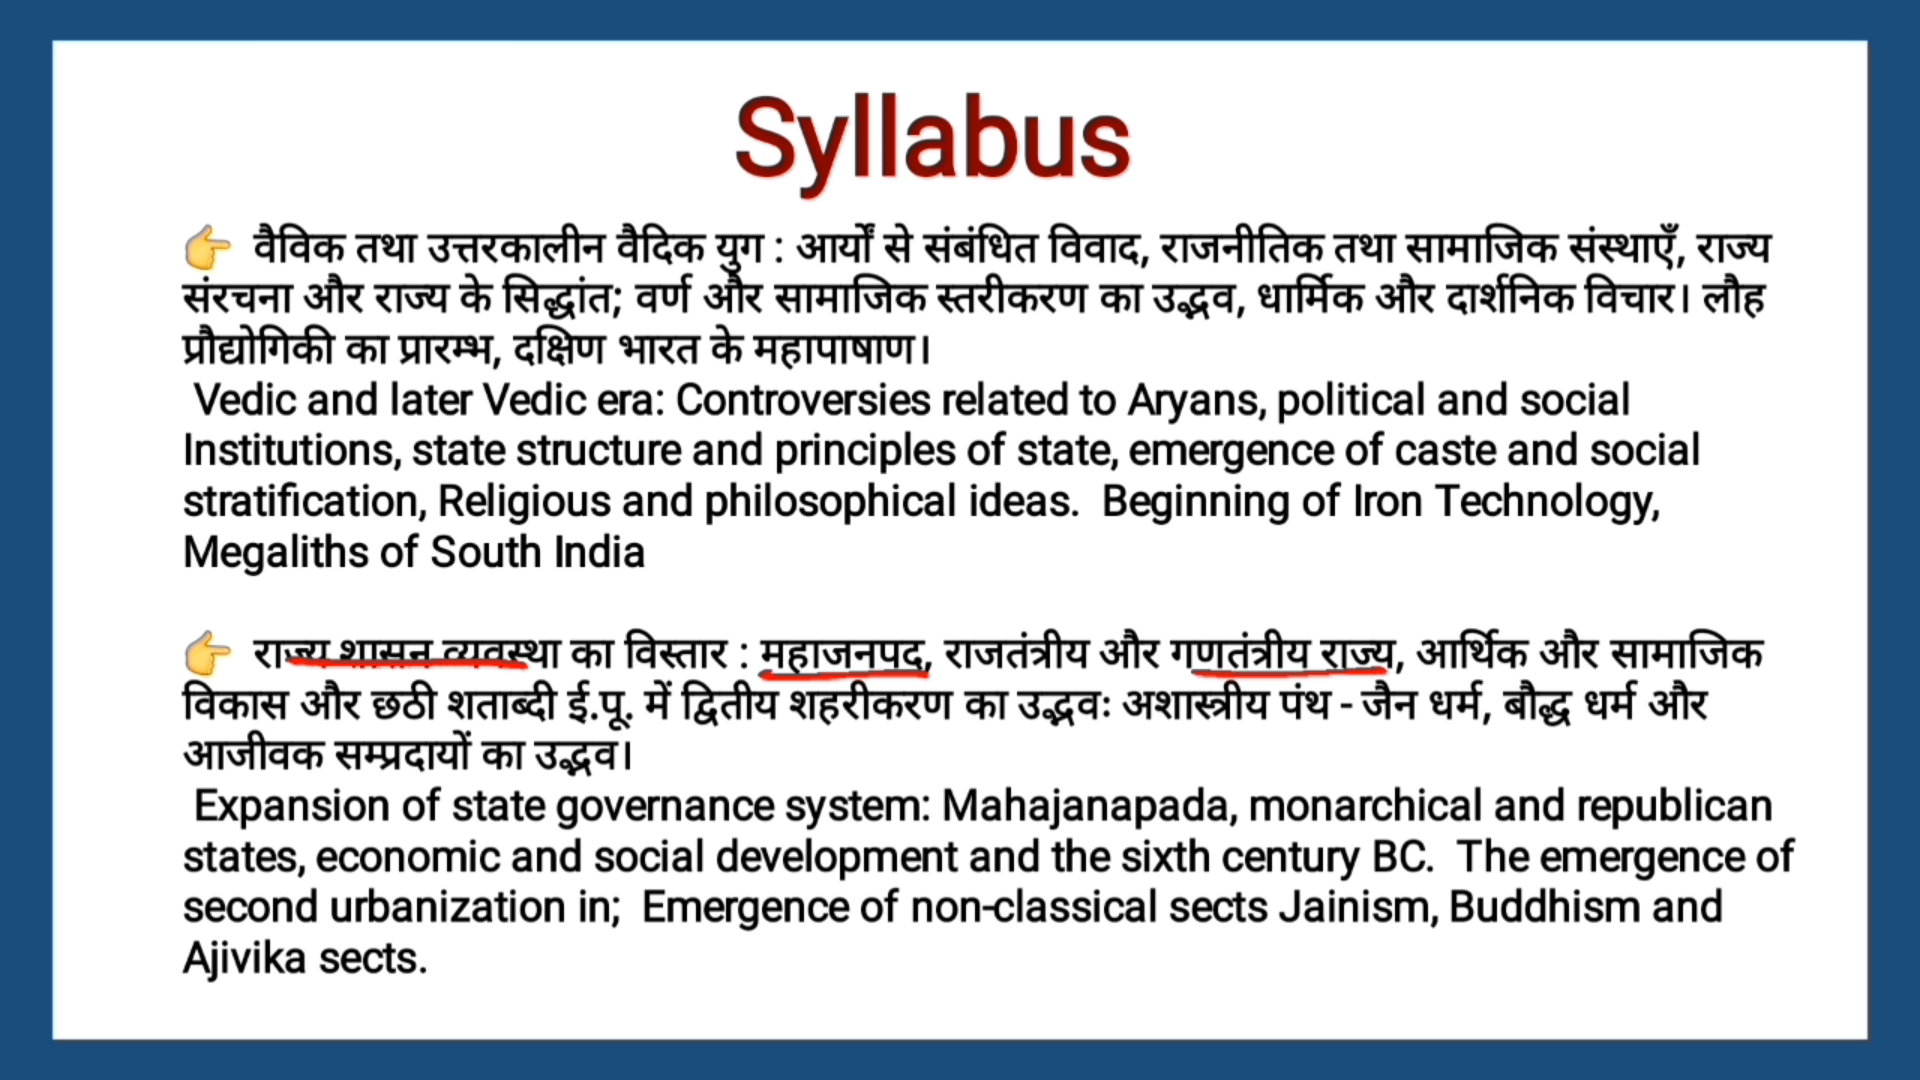 Syllabus
👉 वैविक तथा उत्तरकालीन वैदिक युग : आर्यों से संबंधित विवाद, राजनीतिक तथा सामाजिक संस्थाएँ, राज्य
संरचना और राज्य के सिद्धांत; वर्ण और सामाजिक स्तरीकरण का उद्भव, धार्मिक और दार्शनिक विचार। लौह
प्रौद्योगिकी का प्रारम्भ, दक्षिण भारत के महापाषाण।
Vedic and later Vedic era: Controversies related to Aryans, political and social
Institutions, state structure and principles of state, emergence of caste and social
stratification, Religious and philosophical ideas. Beginning of Iron Technology,
Megaliths of South India
👉 राज्य शासन व्यवस्था का विस्तार : महाजनपद, राजतंत्रीय और गणतंत्रीय राज्य, आर्थिक और सामाजिक
विकास और छठी शताब्दी ई.पू. में द्वितीय शहरीकरण का उद्भवः अशास्त्रीय पंथ - जैन धर्म, बौद्ध धर्म और
आजीवक सम्प्रदायों का उद्भव।
Expansion of state governance system: Mahajanapada, monarchical and republican
states, economic and social development and the sixth century BC. The emergence of
second urbanization in; Emergence of non-classical sects Jainism, Buddhism and
Ajivika sects.